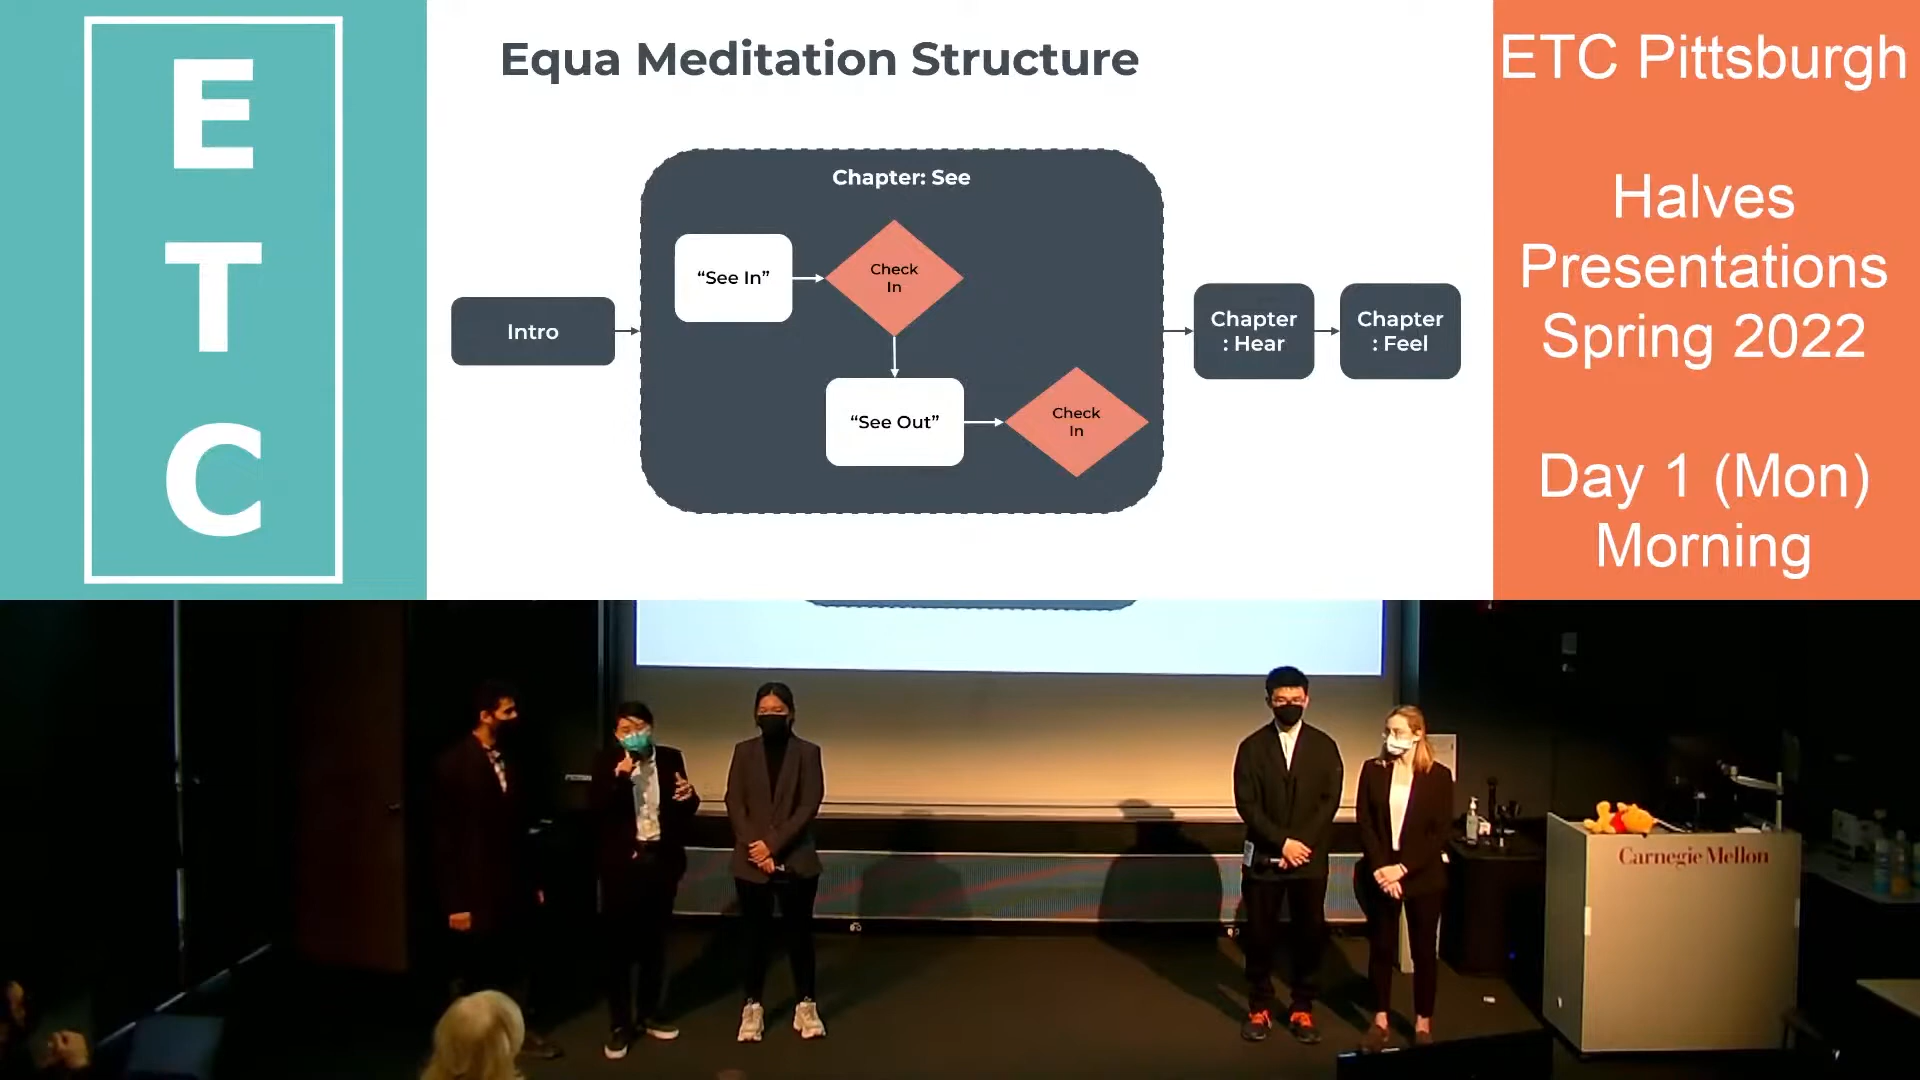 E
T
C
Equa Meditation Structure
Chapter: See
“See In”
Check
In
Intro
“See Out”
Check
In
Chapter
: Hear
Chapter
: Feel
ETC Pittsburgh
Halves
Presentations
Spring 2022
Day 1 (Mon)
Morning
Carnegie Mellon